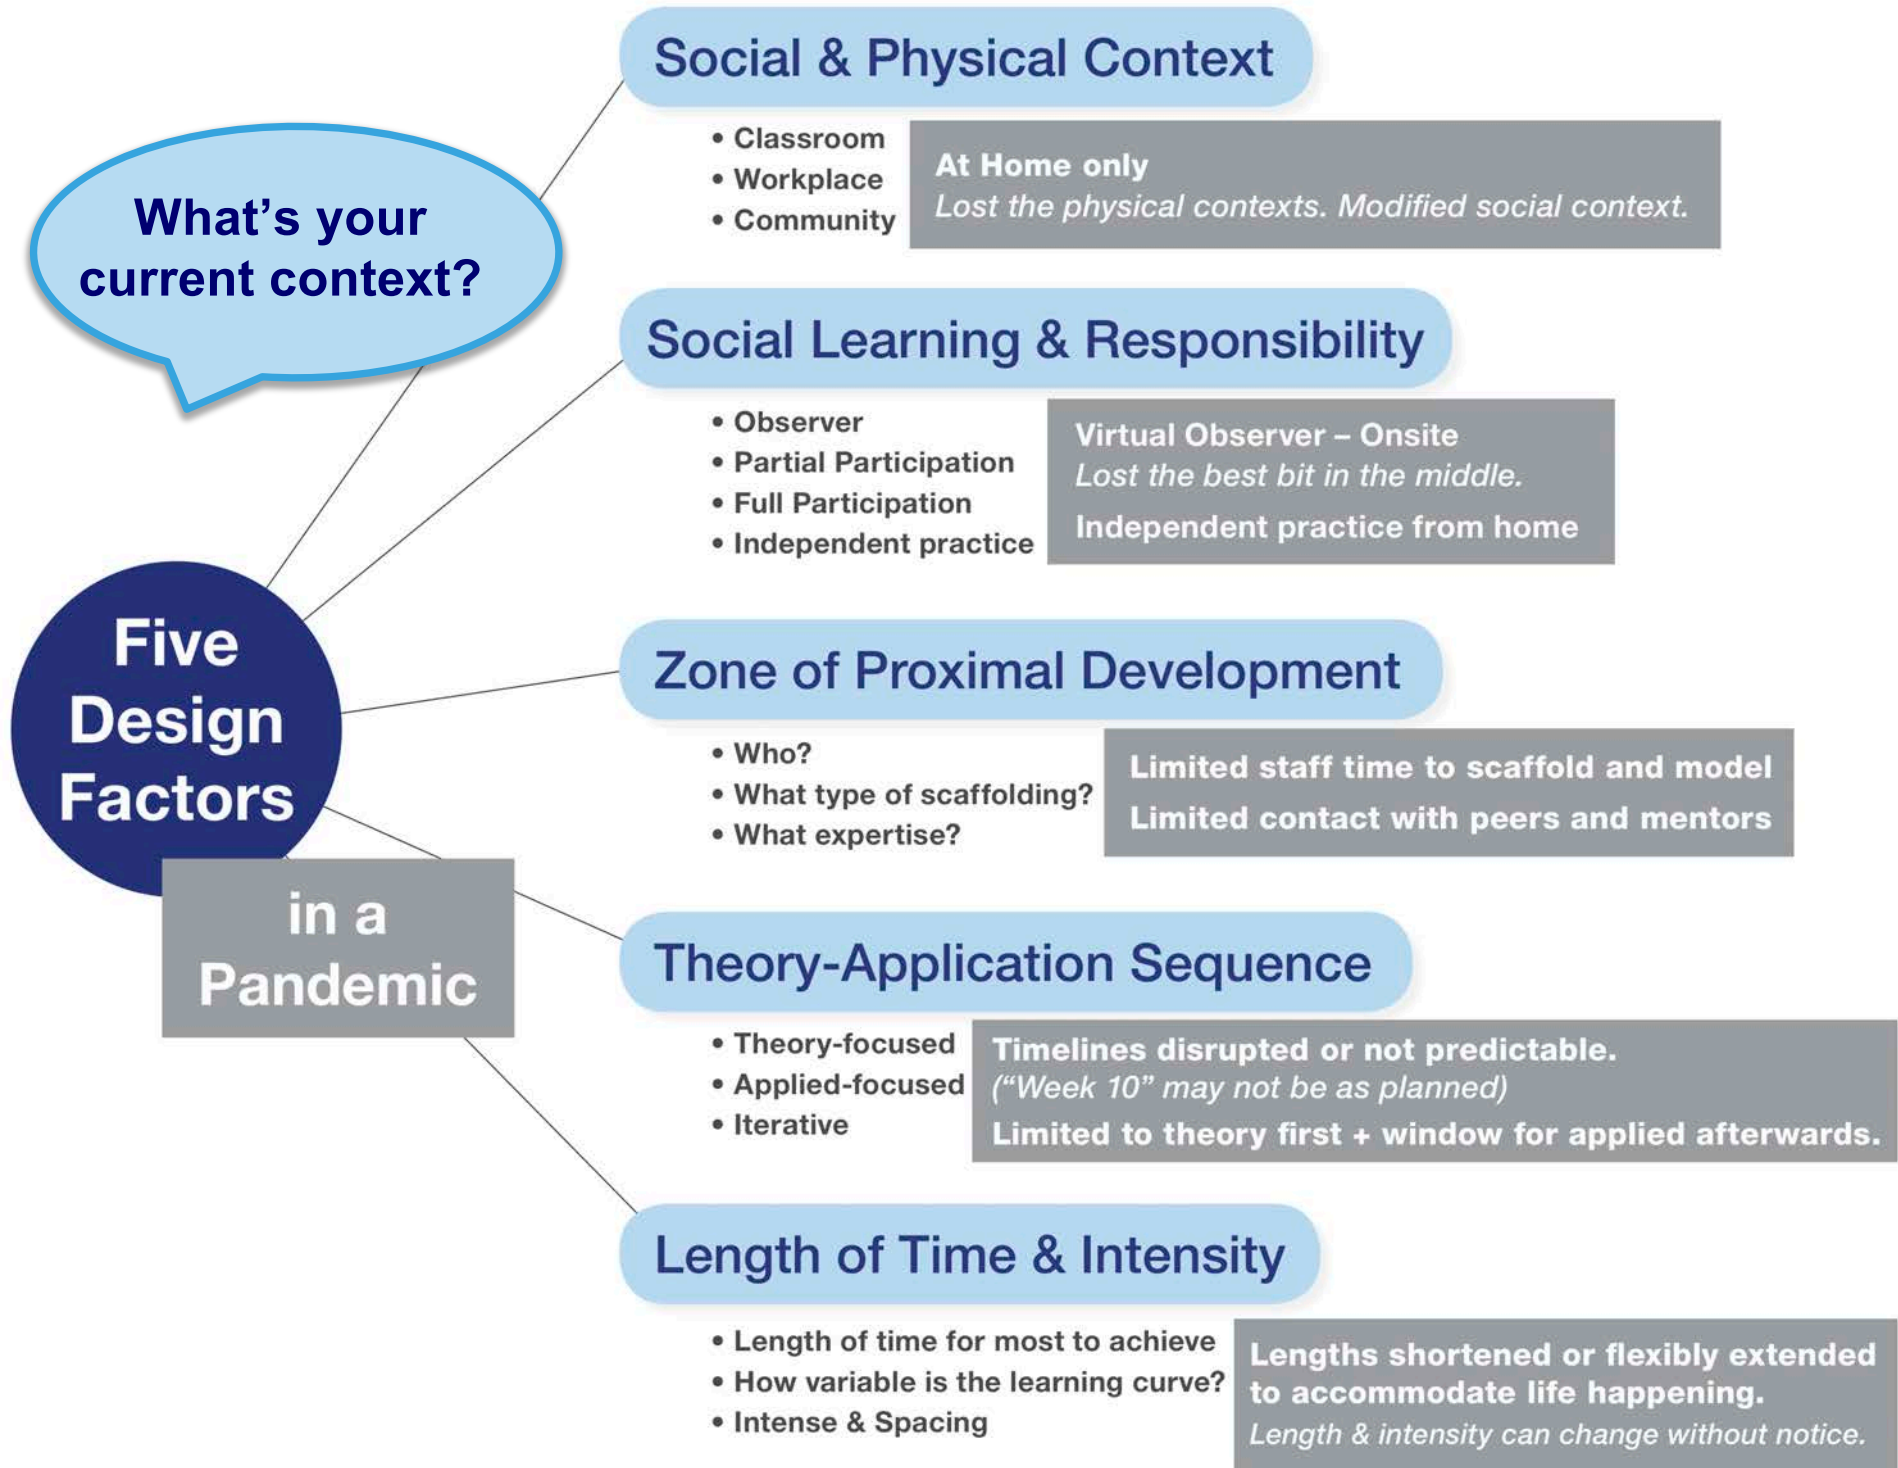 What’s your
current context?
Five
Design
Factors
in a
Pandemic
Social & Physical Context
• Classroom
• Workplace
• Community
At Home only
Lost the physical contexts. Modified social context.
Social Learning & Responsibility
• Observer
• Partial Participation
• Full Participation
• Independent practice
Virtual Observer – Onsite
Lost the best bit in the middle.
Independent practice from home
Zone of Proximal Development
• Who?
• What type of scaffolding?
• What expertise?
Limited staff time to scaffold and model
Limited contact with peers and mentors
Theory-Application Sequence
• Theory-focused
• Applied-focused
• Iterative
Timelines disrupted or not predictable.
(“Week 10” may not be as planned)
Limited to theory first + window for applied afterwards.
Length of Time & Intensity
• Length of time for most to achieve
• How variable is the learning curve?
• Intense & Spacing
Lengths shortened or flexibly extended
to accommodate life happening.
Length & intensity can change without notice.